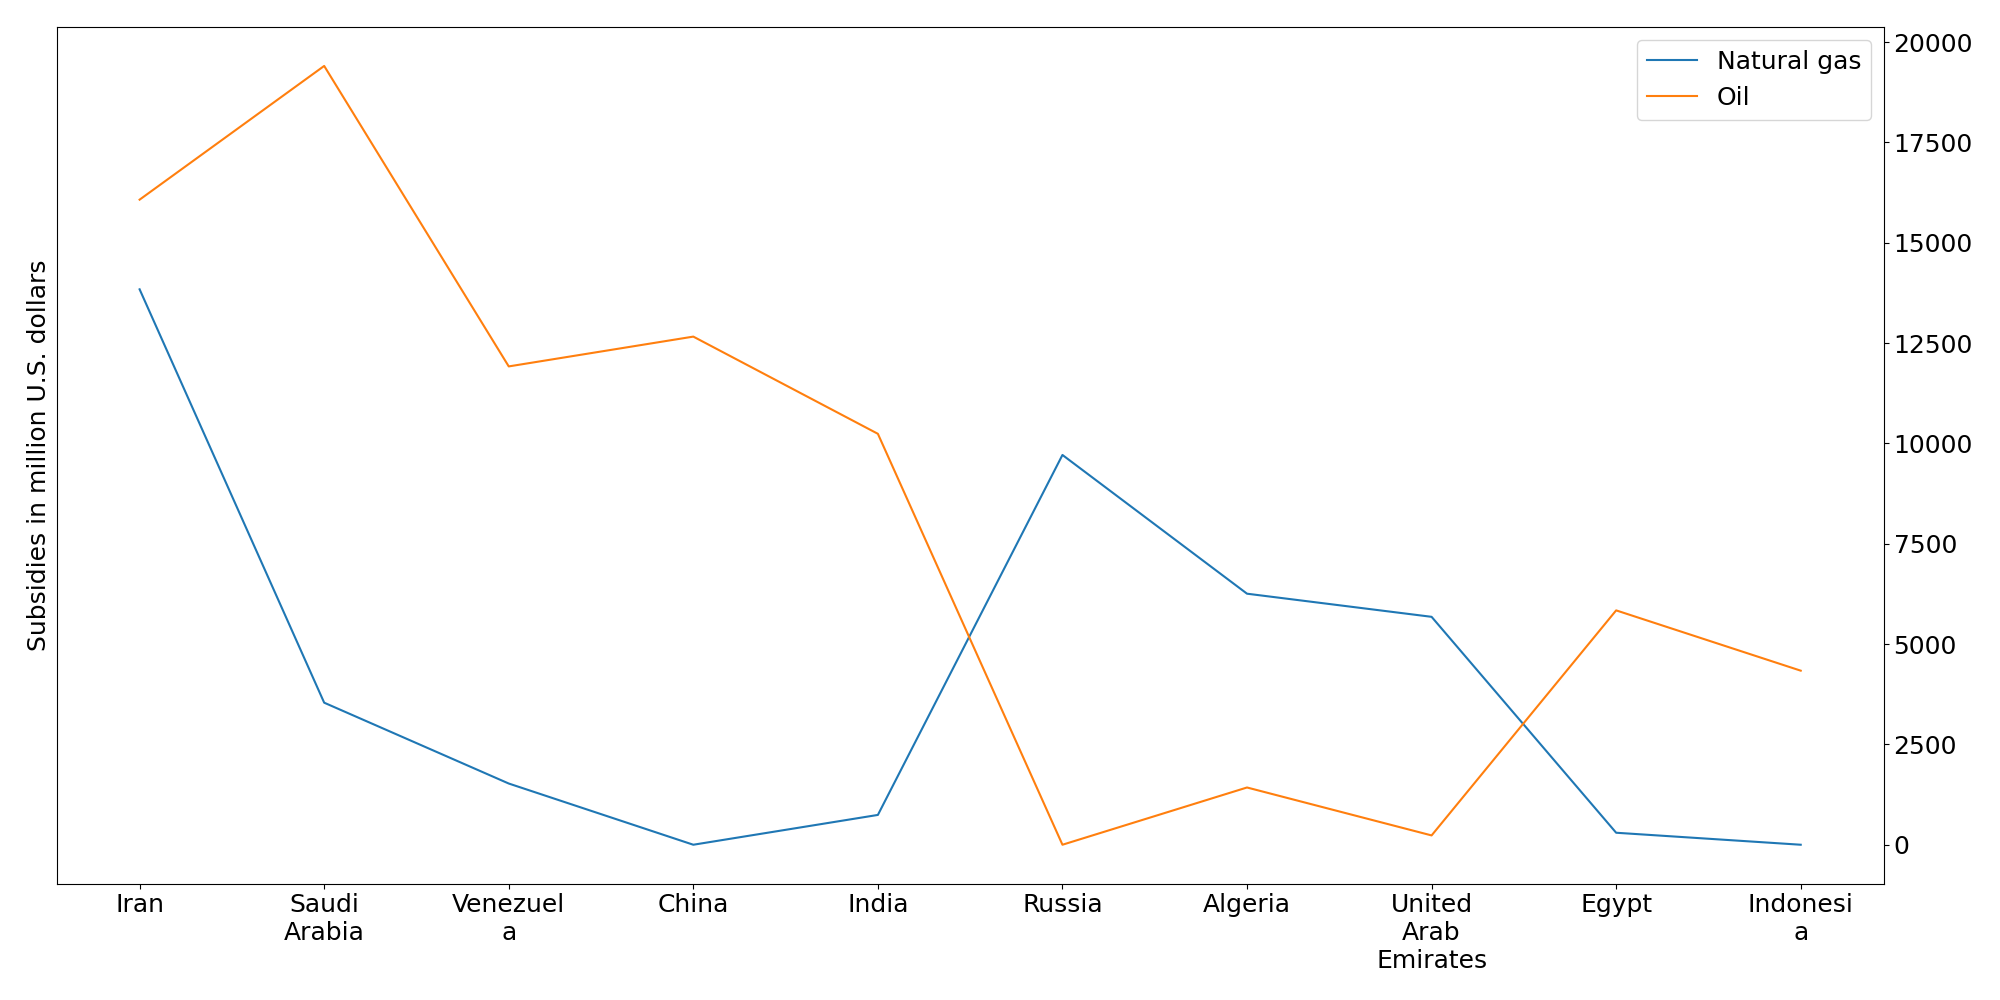 Natural gas
Oil
Subsidies in million U.S. dollars
20000
17500
15000
12500
10000
7500
5000
2500
0
Iran
Saudi
Arabia
Venezuel
a
China
India
Russia
Algeria
United
Arab
Emirates
Egypt
Indonesi
a